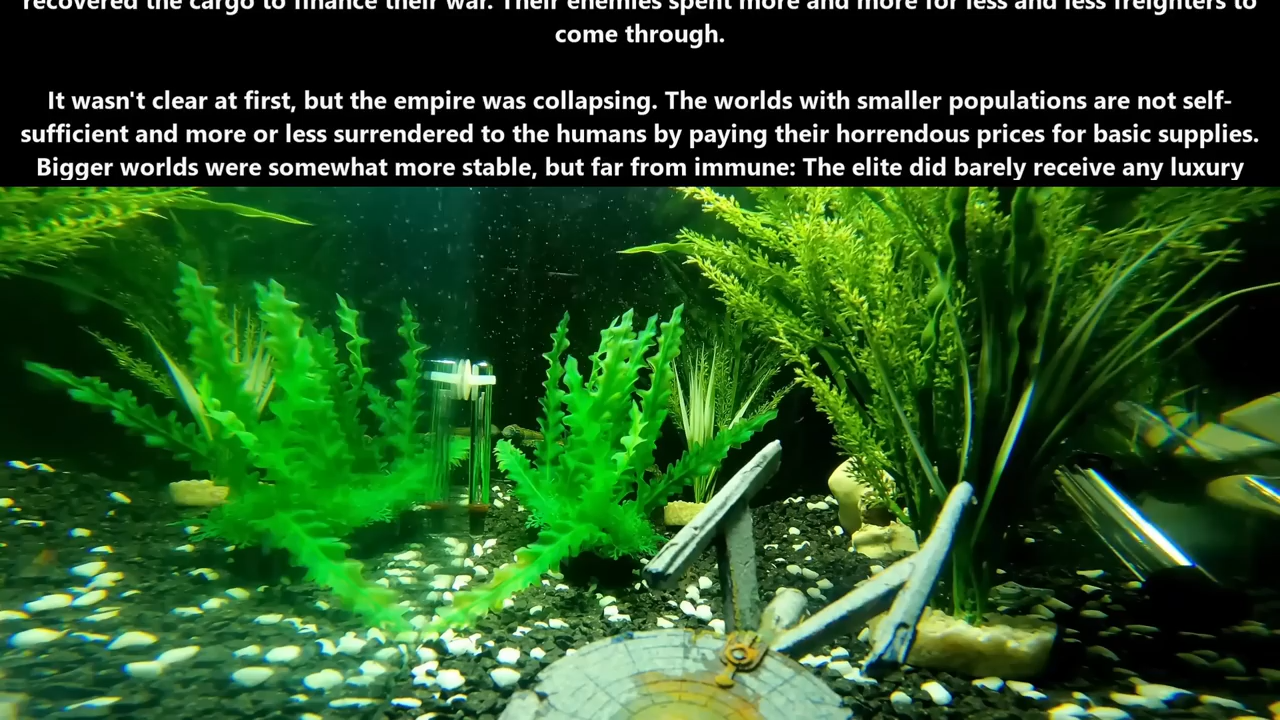 recovered the cargo to finance their war. Their enemies spent more and more for less and less freighters to
come through.
It wasn't clear at first, but the empire was collapsing. The worlds with smaller populations are not self-
sufficient and more or less surrendered to the humans by paying their horrendous prices for basic supplies.
Bigger worlds were somewhat more stable, but far from immune: The elite did barely receive any luxury